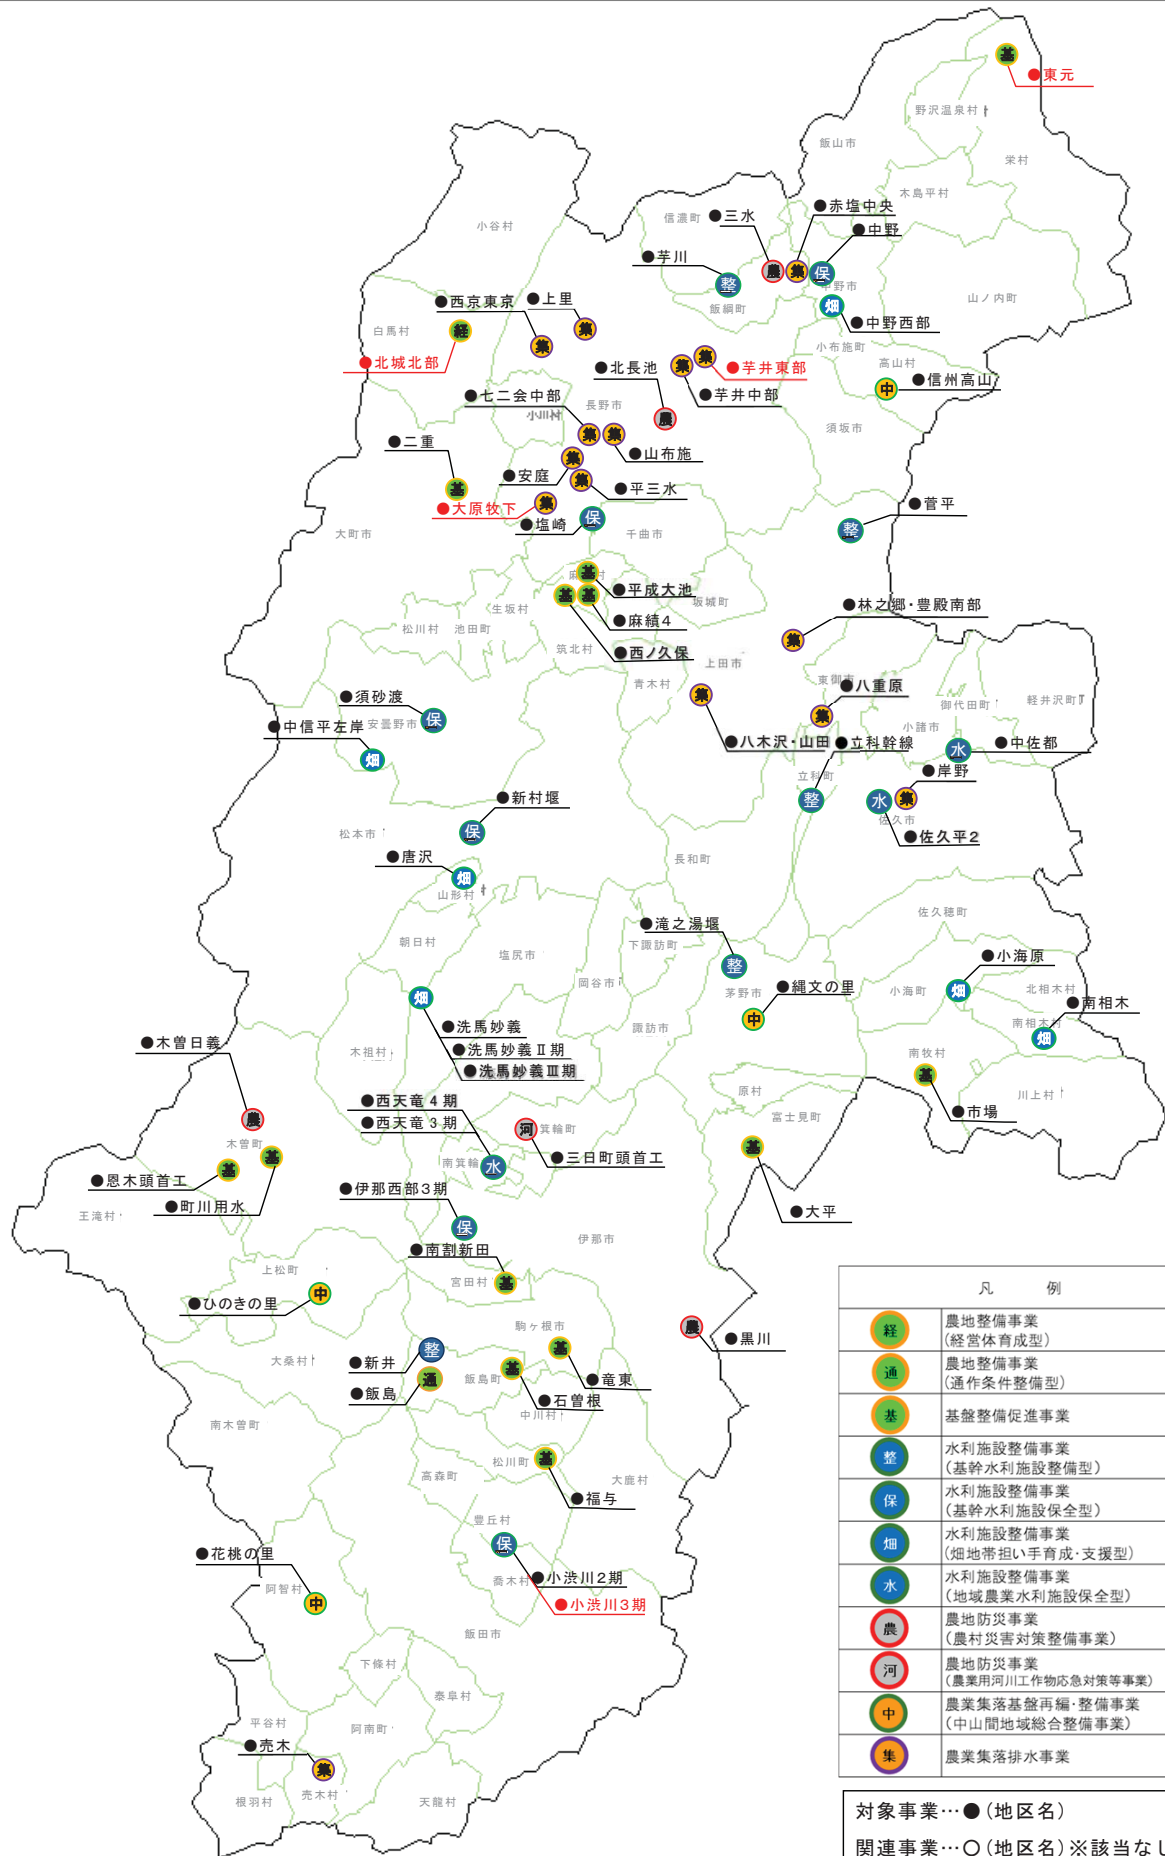 基
●東元
野沢温泉村
飯山市
栄村
木島平村
信濃町
●三水
●赤塩中央
●中野
小谷村
●芋川
整
農
集
保
中野市
飯綱町
畑
山ノ内町
●西京東京
●上里
集
集
白馬村
経
●北城北部
●中野西部
小布施町
高山村
●北長池
集
集
●芋井東部
●芋井中部
中
●信州高山
●七二会中部
長野市
小川村
農
須坂市
●二重
集
集
●山布施
●安庭
集
集
●平三水
基
●大原牧下
集
●塩崎
保
●菅平
整
大町市
千曲市
基
●平成大池
基
基
●麻績4
坂城町
生坂村
松川村
池田町
筑北村
●西ノ久保
●林之郷・豊殿南部
集
上田市
青木村
東御市
●八重原
集
集
御代田町
軽井沢町
小諸市
●須砂渡
保
安曇野市
●中信平左岸
畑
●八木沢・山田
●立科幹線
水
●中佐都
立科町
●岸野
整
水
集
佐久市
●佐久平2
●新村堰
保
松本市
●唐沢
畑
山形村
長和町
佐久穂町
●滝之湯堰
下諏訪町
整
朝日村
塩尻市
岡谷市
茅野市
●小海原
畑
小海町
北相木村
●縄文の里
中
●南相木
南相木村
畑
畑
●洗馬妙義
●洗馬妙義Ⅱ期
●洗馬妙義Ⅲ期
諏訪市
●木曽日義
木祖村
農
南牧村
基
●市場
川上村
原村
富士見町
●西天竜4期
●西天竜3期
河
箕輪町
●三日町頭首工
南箕輪
水
木曽町
基
基
●恩木頭首工
●町川用水
王滝村
基
●大平
●伊那西部3期
保
伊那市
●南割新田
基
宮田村
上松町
中
●ひのきの里
駒ヶ根市
農
●黒川
●新井
整
大桑村
●飯島
通
飯島町
基
基
●竜東
●石曽根
中川村
南木曽町
高森町
松川町
基
大鹿村
●福与
豊丘村
保
●花桃の里
阿智村
中
喬木村
●小渋川2期
●小渋川3期
飯田市
下條村
泰阜村
平谷村
阿南町
●売木
集
売木村
根羽村
天龍村
凡　例
経 農地整備事業
(経営体育成型)
通 農地整備事業
(通作条件整備型)
基 基盤整備促進事業
整 水利施設整備事業
(基幹水利施設整備型)
保 水利施設整備事業
(基幹水利施設保全型)
畑 水利施設整備事業
(畑地帯担い手育成・支援型)
水 水利施設整備事業
(地域農業水利施設保全型)
農 農地防災事業
(農村災害対策整備事業)
河 農地防災事業
(農業用河川工作物応急対策等事業)
中 農業集落基盤再編・整備事業
(中山間地域総合整備事業)
集 農業集落排水事業
対象事業…●(地区名)
関連事業…○(地区名)※該当なし